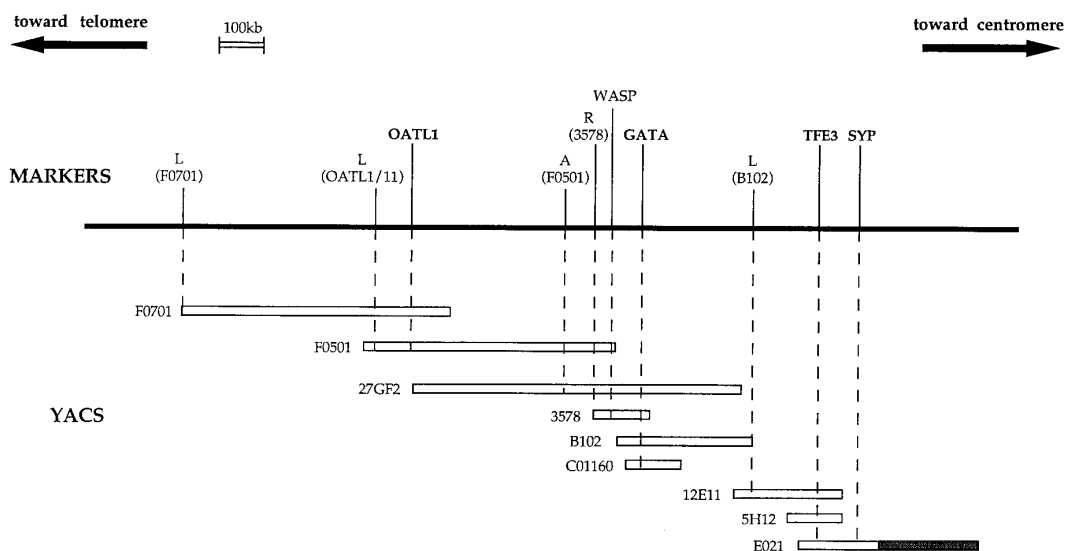 toward telomere
100kb
toward centromere
WASP
R
(3578)
OATL1
GATA
TFE3
SYP
L
(F0701)
L
(OATL1/11)
A
(F0501)
L
(B102)
MARKERS
F0701
F0501
27GF2
YACS
3578
B102
C01160
12E11
5H12
E021